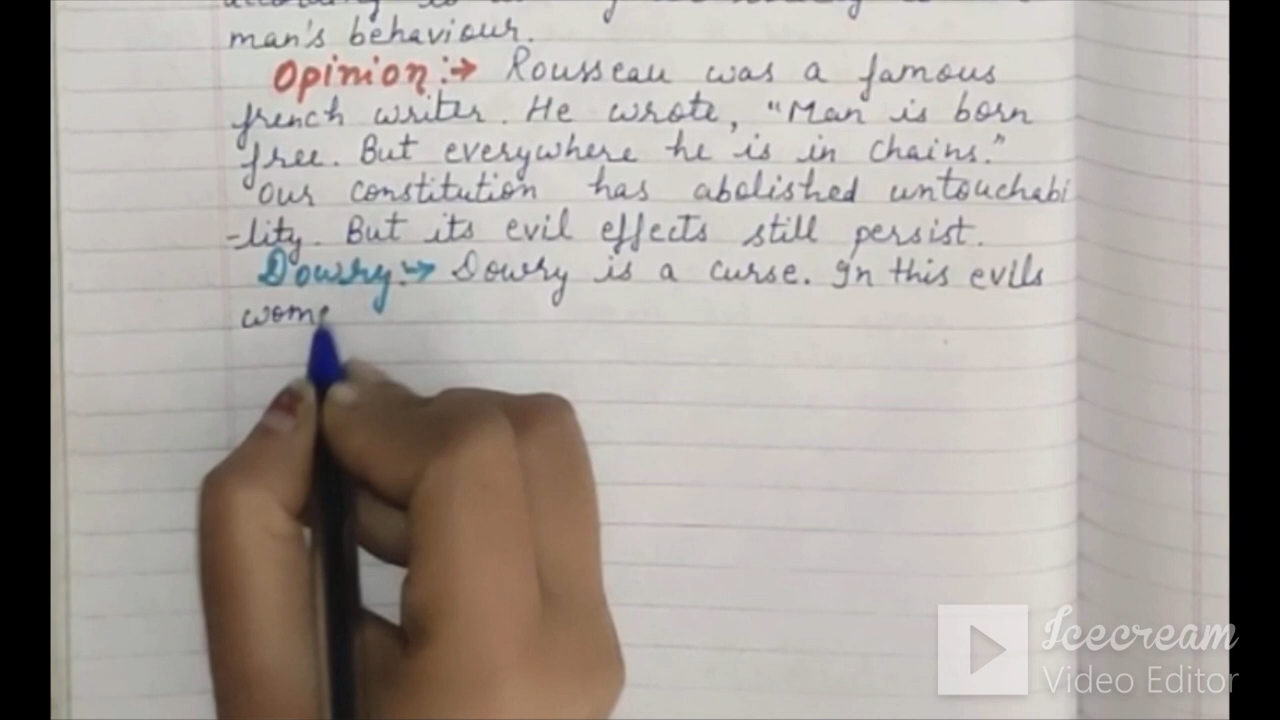 man's behaviour.
Opinion:→ Rousseau was a famous
french writer. He wrote, "Man is born
free. But everywhere he is in chains."
Our constitution has abolished untouchabi
-lity. But its evil effects still persist.
Dowry:→ Dowry is a curse. In this evils
wome
Icecream
Video Editor